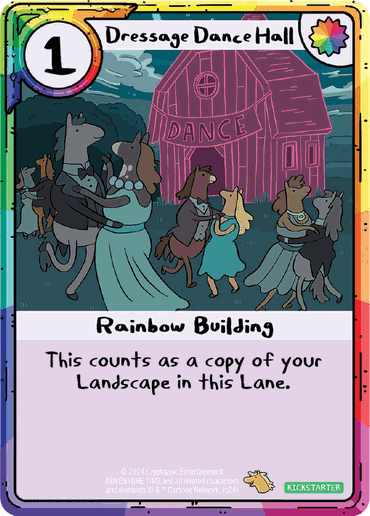 1
Dressage Dance Hall
DANCE
Rainbow Building
This counts as a copy of your
Landscape in this Lane.
© 2024 Cryptozoic Entertainment
ADVENTURE TIME and all related characters
and elements © & ™ Cartoon Network. (s24)
KICKSTARTER